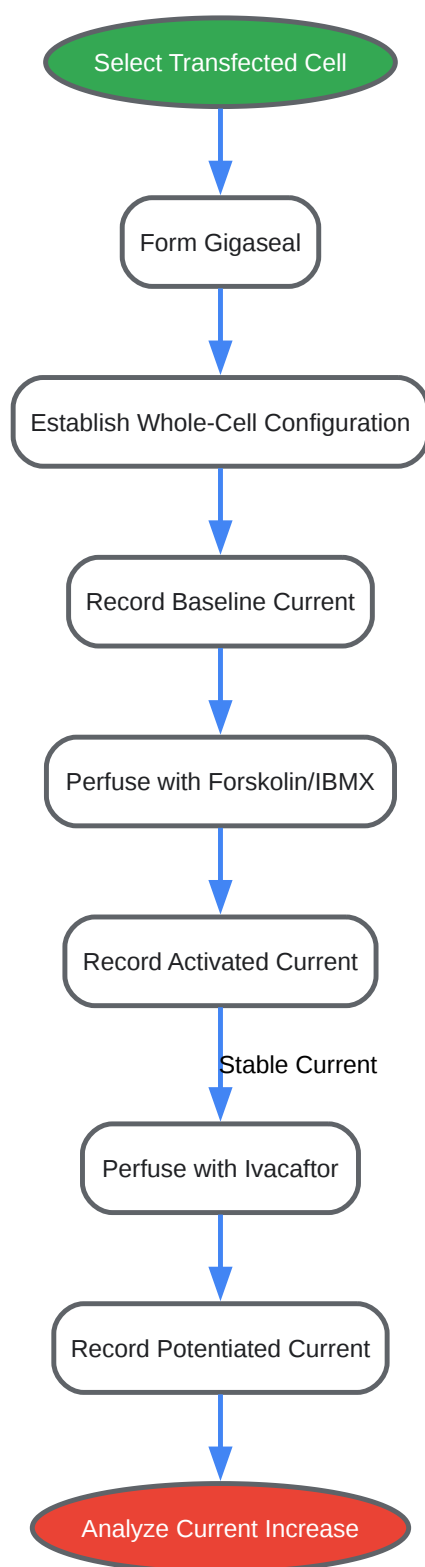 Select Transfected Cell
Form Gigaseal
Establish Whole-Cell Configuration
Record Baseline Current
Perfuse with Forskolin/IBMX
Record Activated Current
Stable Current
Perfuse with Ivacaftor
Record Potentiated Current
Analyze Current Increase